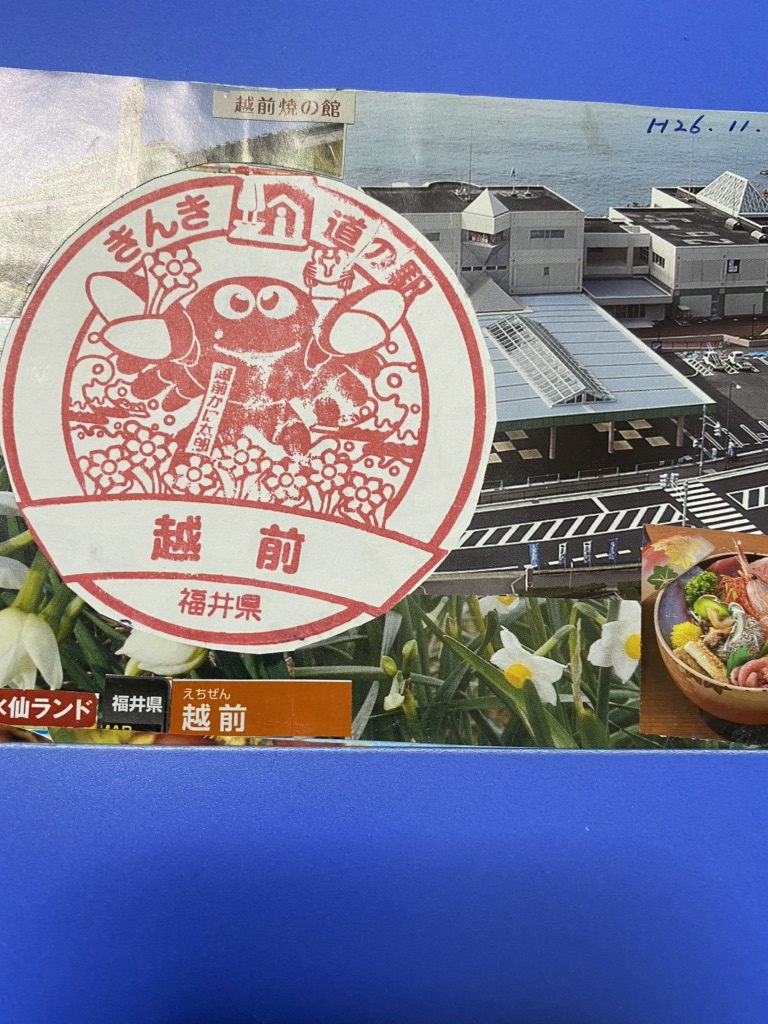 越前焼の館
H26.11.
きんき 道の駅
越前かに太郎
越前
福井県
水仙ランド
福井県
えちぜん
越前